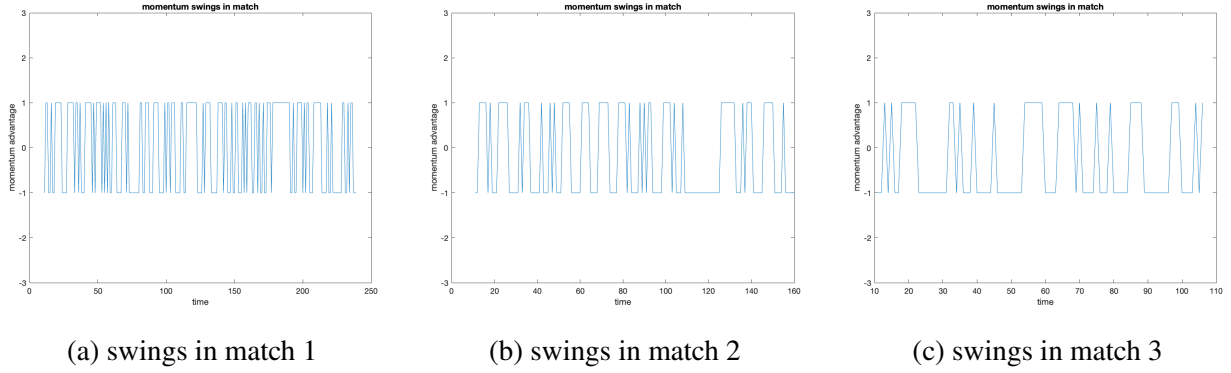 momentum swings in match
3
2
1
0
-1
-2
-3
momentum advantage
0 50 100 150 200 250
time
(a) swings in match 1
momentum swings in match
3
2
1
0
-1
-2
-3
momentum advantage
0 20 40 60 80 100 120 140 160
time
(b) swings in match 2
momentum swings in match
3
2
1
0
-1
-2
-3
momentum advantage
10 20 30 40 50 60 70 80 90 100 110
time
(c) swings in match 3